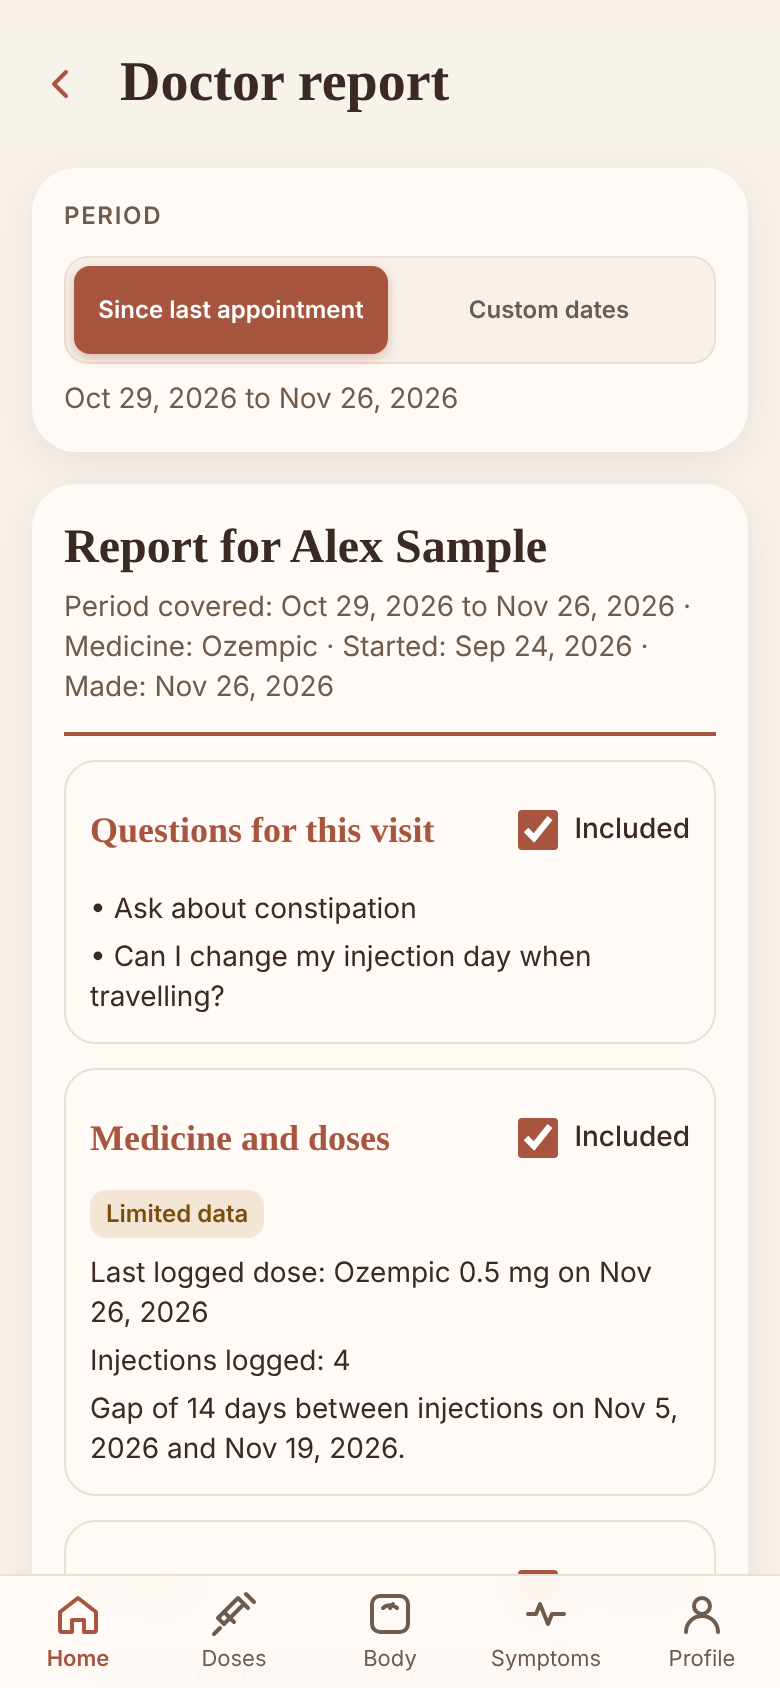 Doctor report
PERIOD
Since last appointment
Custom dates
Oct 29, 2026 to Nov 26, 2026
Report for Alex Sample
Period covered: Oct 29, 2026 to Nov 26, 2026 ·
Medicine: Ozempic · Started: Sep 24, 2026 ·
Made: Nov 26, 2026
Questions for this visit
Included
• Ask about constipation
• Can I change my injection day when
travelling?
Medicine and doses
Included
Limited data
Last logged dose: Ozempic 0.5 mg on Nov
26, 2026
Injections logged: 4
Gap of 14 days between injections on Nov 5,
2026 and Nov 19, 2026.
Home
Doses
Body
Symptoms
Profile